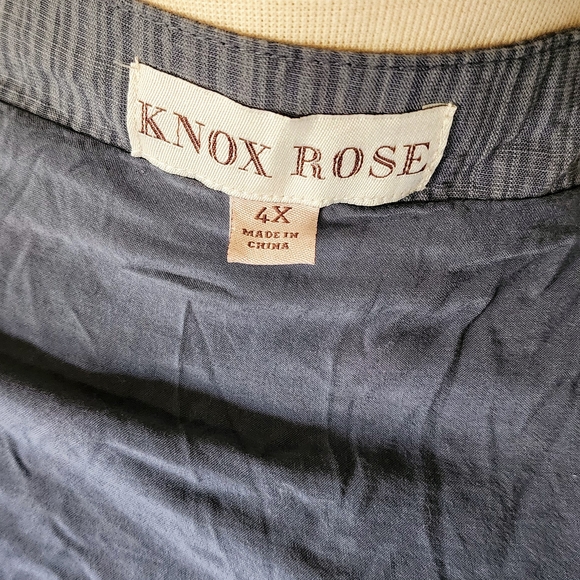 KNOX ROSE
4X
MADE IN
CHINA